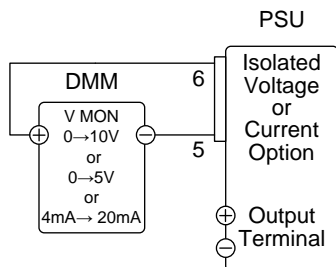 PSU
DMM
V MON
0→10V
or
0→5V
or
4mA→ 20mA
6
5
Isolated
Voltage
or
Current
Option
Output
Terminal